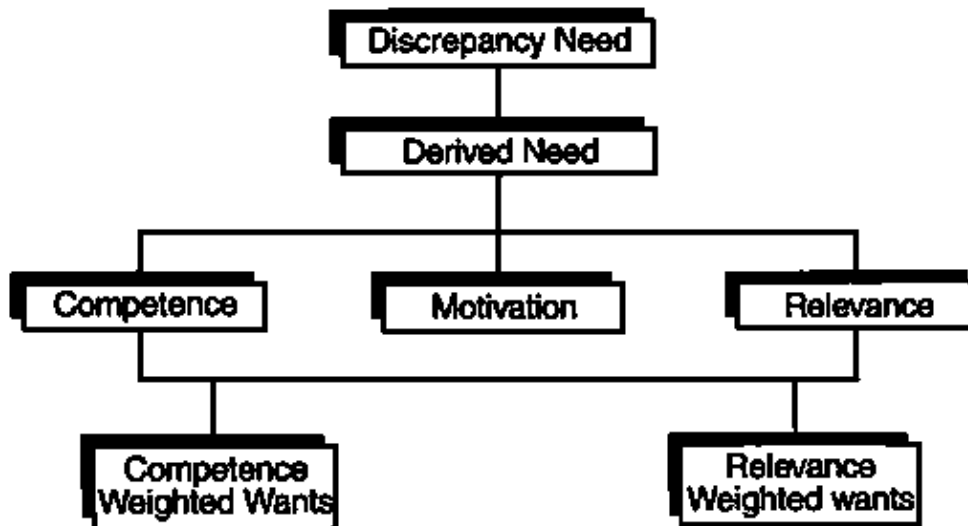 Discrepancy Need
Derived Need
Competence
Motivation
Relevance
Competence
Weighted Wants
Relevance
Weighted wants